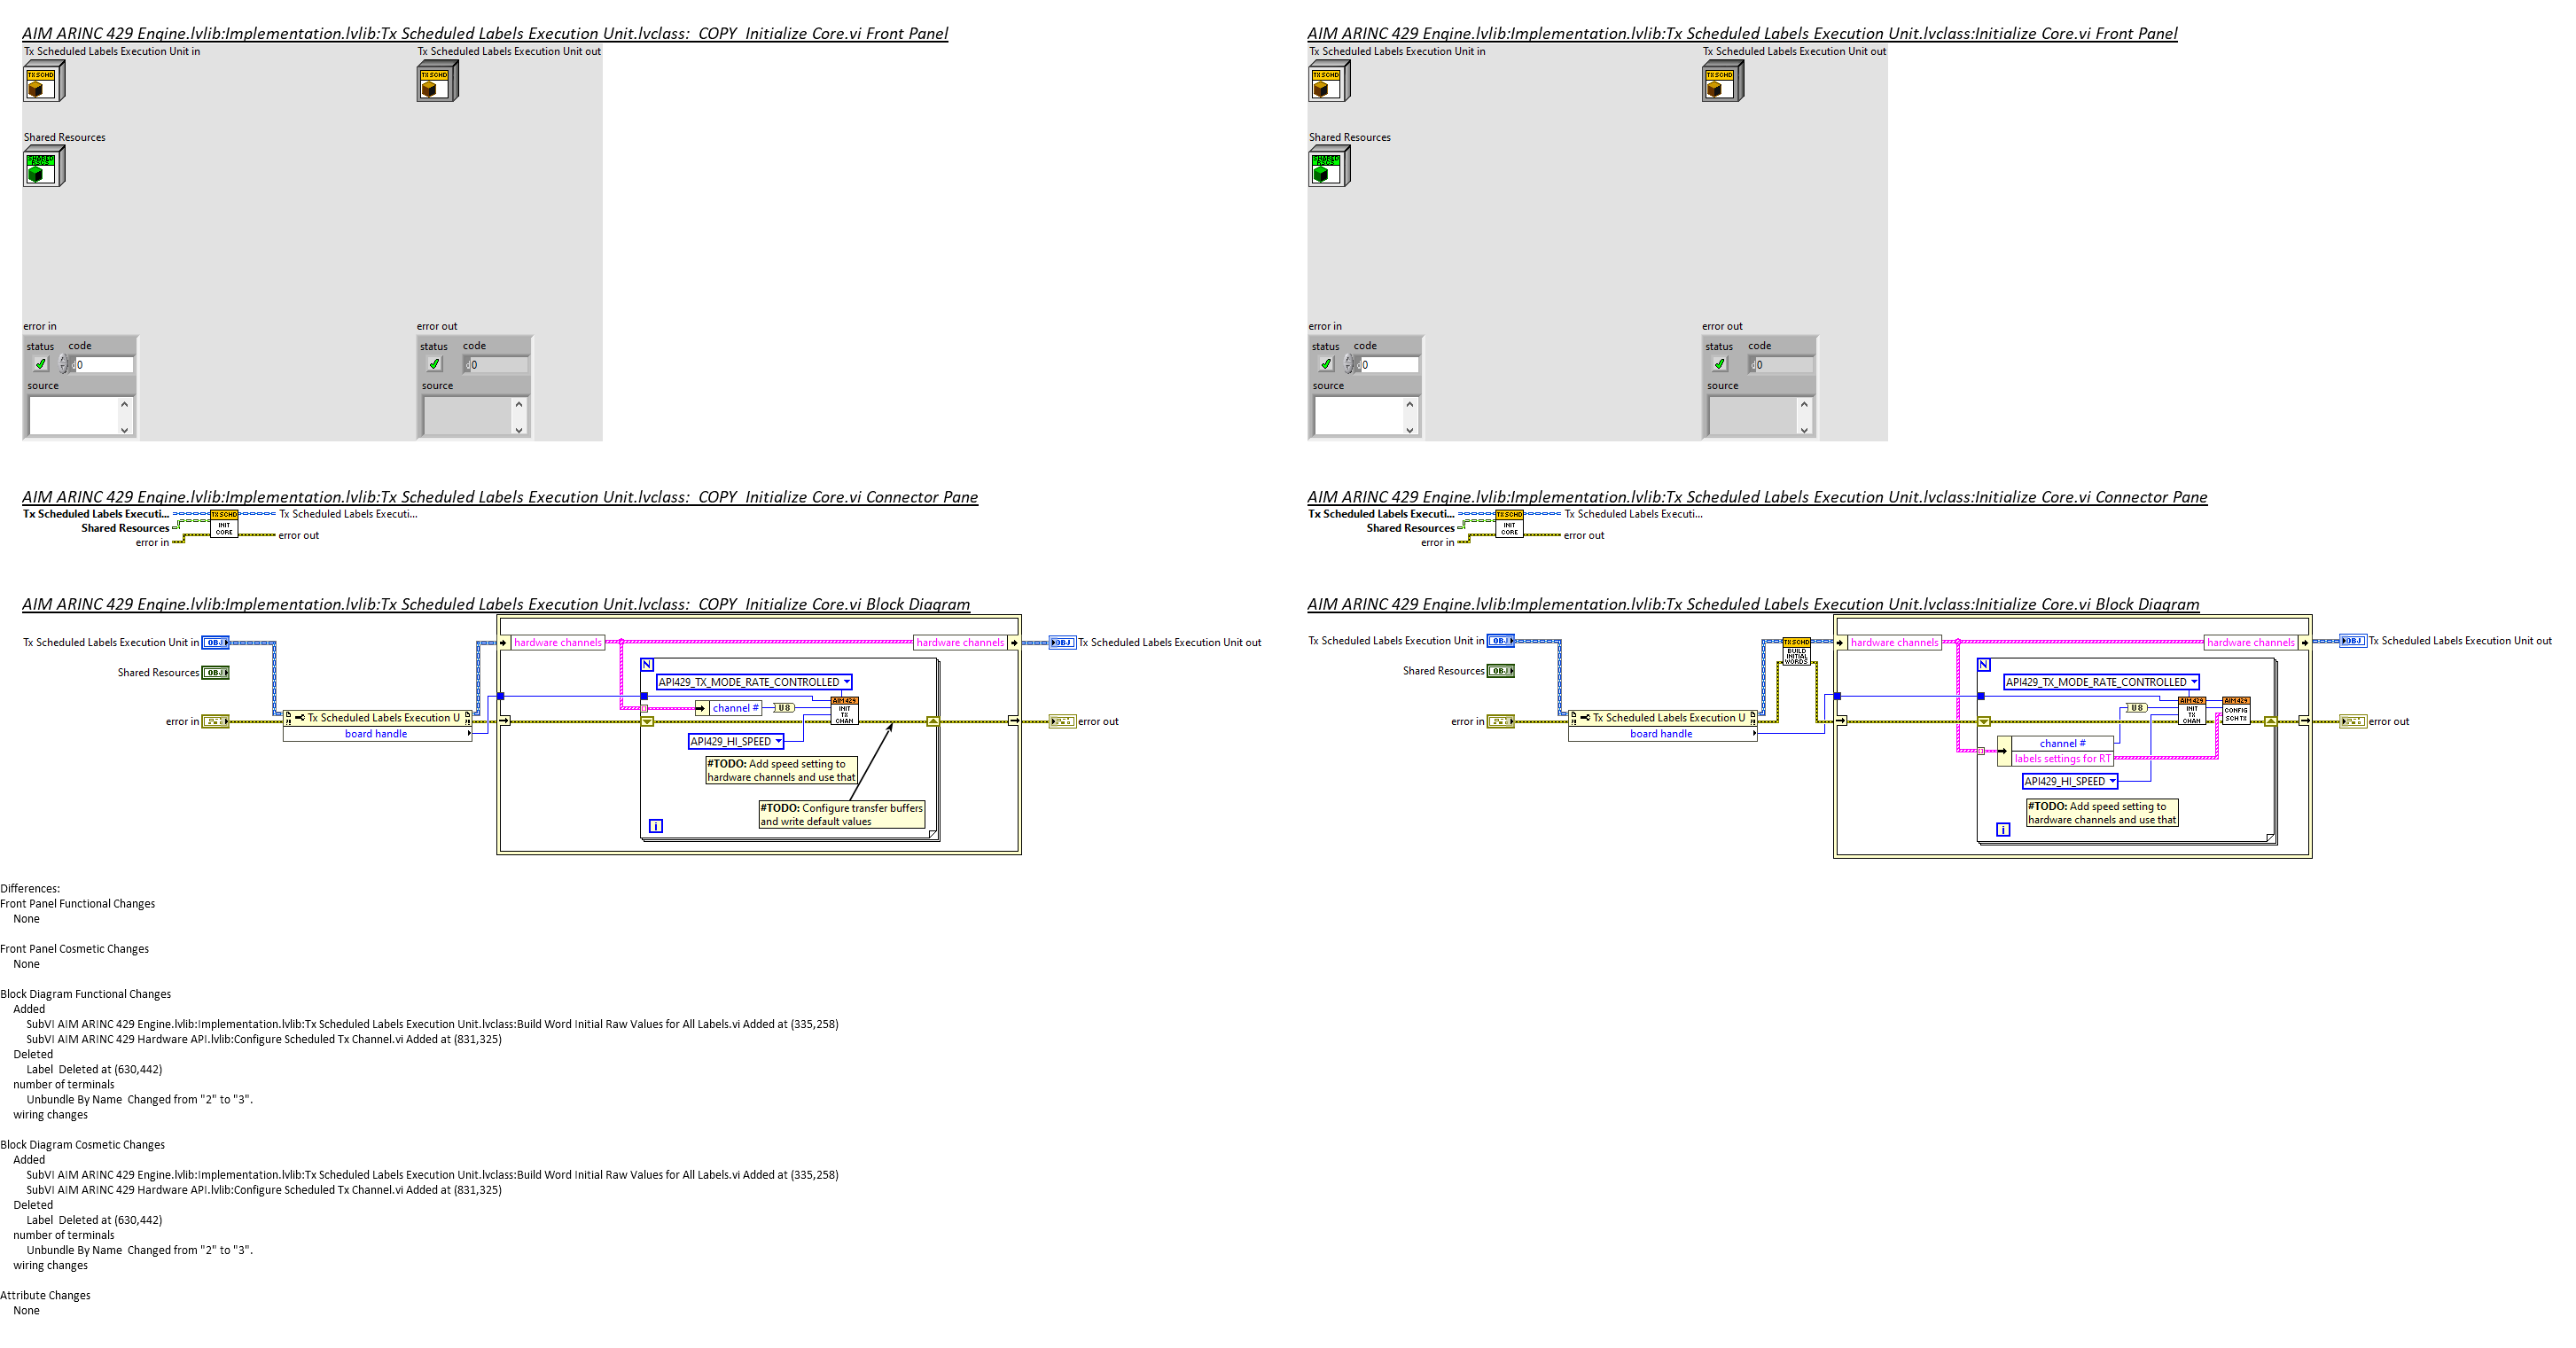 AIM ARINC 429 Engine.lvlib:Implementation.lvlib:Tx Scheduled Labels Execution Unit.lvclass:  COPY  Initialize Core.vi Front Panel
Tx Scheduled Labels Execution Unit in
Tx Scheduled Labels Execution Unit out
TX SCHD
TX SCHD
Shared Resources
SHARED
RSCS
error in
error out
status code
status code
0
0
source
source
AIM ARINC 429 Engine.lvlib:Implementation.lvlib:Tx Scheduled Labels Execution Unit.lvclass:  COPY  Initialize Core.vi Connector Pane
Tx Scheduled Labels Executi...
TX SCHD
Tx Scheduled Labels Executi...
Shared Resources
INIT
CORE
error in
error out
AIM ARINC 429 Engine.lvlib:Implementation.lvlib:Tx Scheduled Labels Execution Unit.lvclass:  COPY  Initialize Core.vi Block Diagram
Tx Scheduled Labels Execution Unit in
OBJ
hardware channels
hardware channels
OBJ
Tx Scheduled Labels Execution Unit out
Shared Resources
OBJ
N
API429_TX_MODE_RATE_CONTROLLED
channel #
U8
AIM 429
INIT
TX
CHAN
error in
Tx Scheduled Labels Execution U
board handle
error out
API429_HI_SPEED
#TODO: Add speed setting to
hardware channels and use that
#TODO: Configure transfer buffers
and write default values
i
AIM ARINC 429 Engine.lvlib:Implementation.lvlib:Tx Scheduled Labels Execution Unit.lvclass:Initialize Core.vi Front Panel
Tx Scheduled Labels Execution Unit in
Tx Scheduled Labels Execution Unit out
TX SCHD
TX SCHD
Shared Resources
SHARED
RSCS
error in
error out
status code
status code
0
0
source
source
AIM ARINC 429 Engine.lvlib:Implementation.lvlib:Tx Scheduled Labels Execution Unit.lvclass:Initialize Core.vi Connector Pane
Tx Scheduled Labels Executi...
TX SCHD
Tx Scheduled Labels Executi...
Shared Resources
INIT
CORE
error in
error out
AIM ARINC 429 Engine.lvlib:Implementation.lvlib:Tx Scheduled Labels Execution Unit.lvclass:Initialize Core.vi Block Diagram
Tx Scheduled Labels Execution Unit in
OBJ
TX SCHD
BUILD
INITIAL
WORDS
hardware channels
hardware channels
OBJ
Tx Scheduled Labels Execution Unit out
Shared Resources
OBJ
N
API429_TX_MODE_RATE_CONTROLLED
U8
AIM 429
INIT
TX
CHAN
AIM 429
CONFIG
SCH TX
error in
Tx Scheduled Labels Execution U
board handle
error out
channel #
labels settings for RT
API429_HI_SPEED
#TODO: Add speed setting to
hardware channels and use that
i
Differences:
Front Panel Functional Changes
None
Front Panel Cosmetic Changes
None
Block Diagram Functional Changes
Added
SubVI AIM ARINC 429 Engine.lvlib:Implementation.lvlib:Tx Scheduled Labels Execution Unit.lvclass:Build Word Initial Raw Values for All Labels.vi Added at (335,258)
SubVI AIM ARINC 429 Hardware API.lvlib:Configure Scheduled Tx Channel.vi Added at (831,325)
Deleted
Label  Deleted at (630,442)
number of terminals
Unbundle By Name  Changed from "2" to "3".
wiring changes
Block Diagram Cosmetic Changes
Added
SubVI AIM ARINC 429 Engine.lvlib:Implementation.lvlib:Tx Scheduled Labels Execution Unit.lvclass:Build Word Initial Raw Values for All Labels.vi Added at (335,258)
SubVI AIM ARINC 429 Hardware API.lvlib:Configure Scheduled Tx Channel.vi Added at (831,325)
Deleted
Label  Deleted at (630,442)
number of terminals
Unbundle By Name  Changed from "2" to "3".
wiring changes
Attribute Changes
None